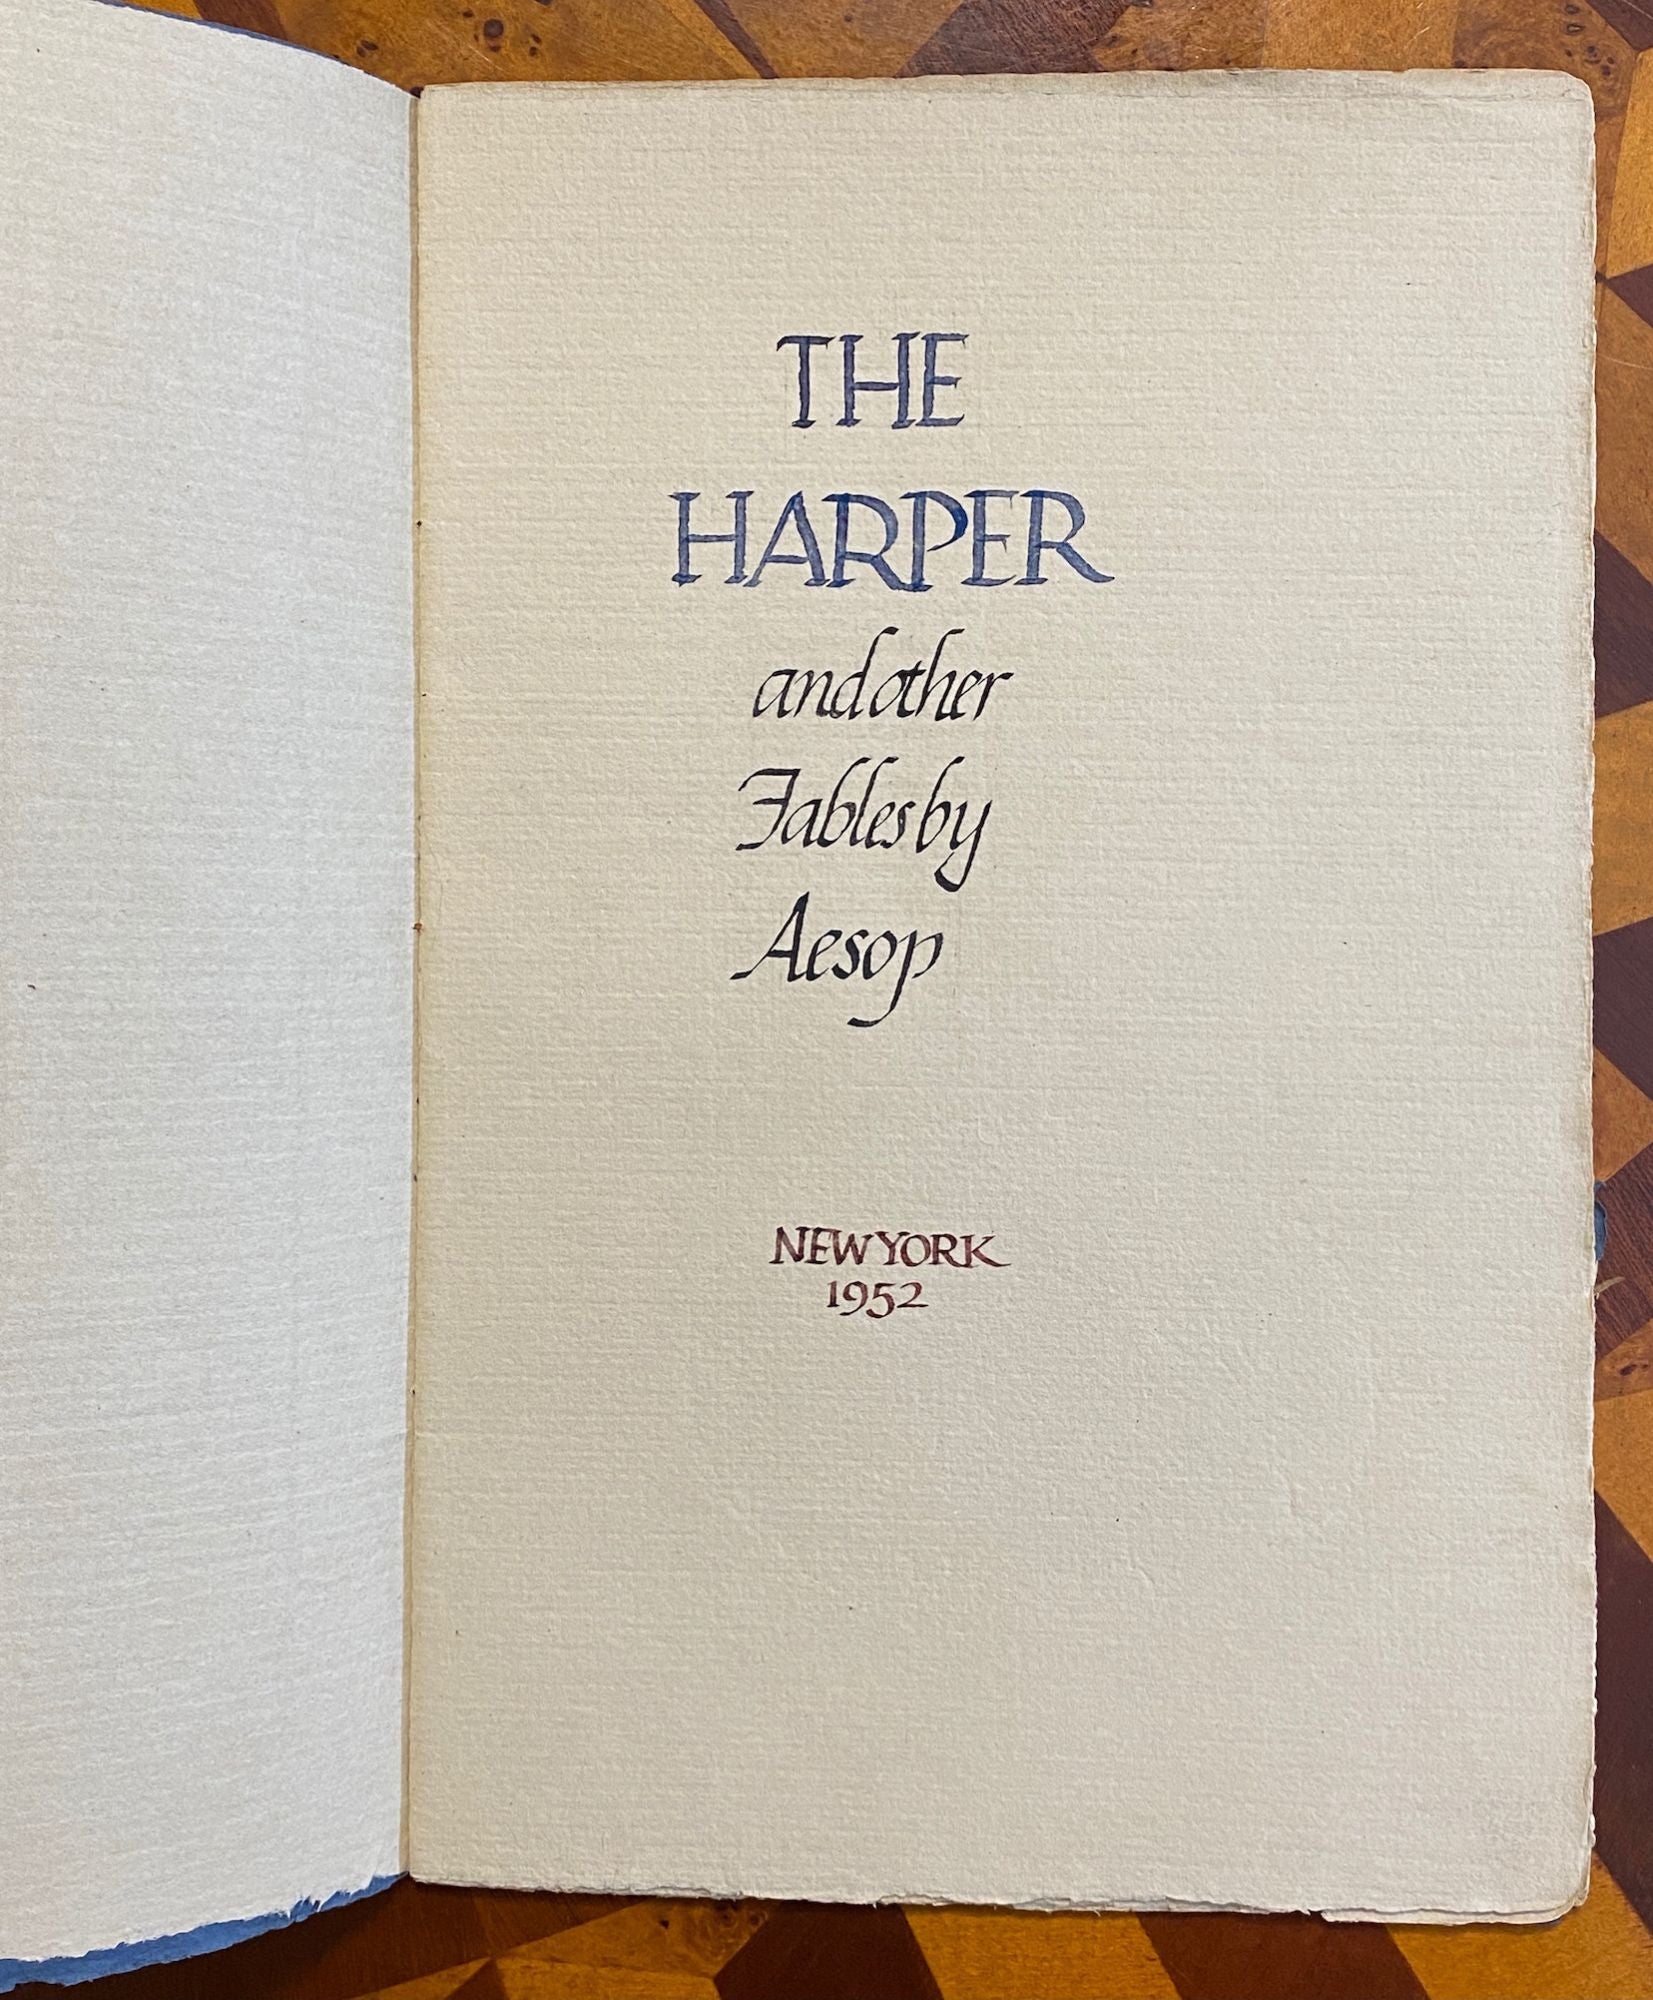 THE
HARPER
and other
Fables by
Aesop
NEW YORK
1952